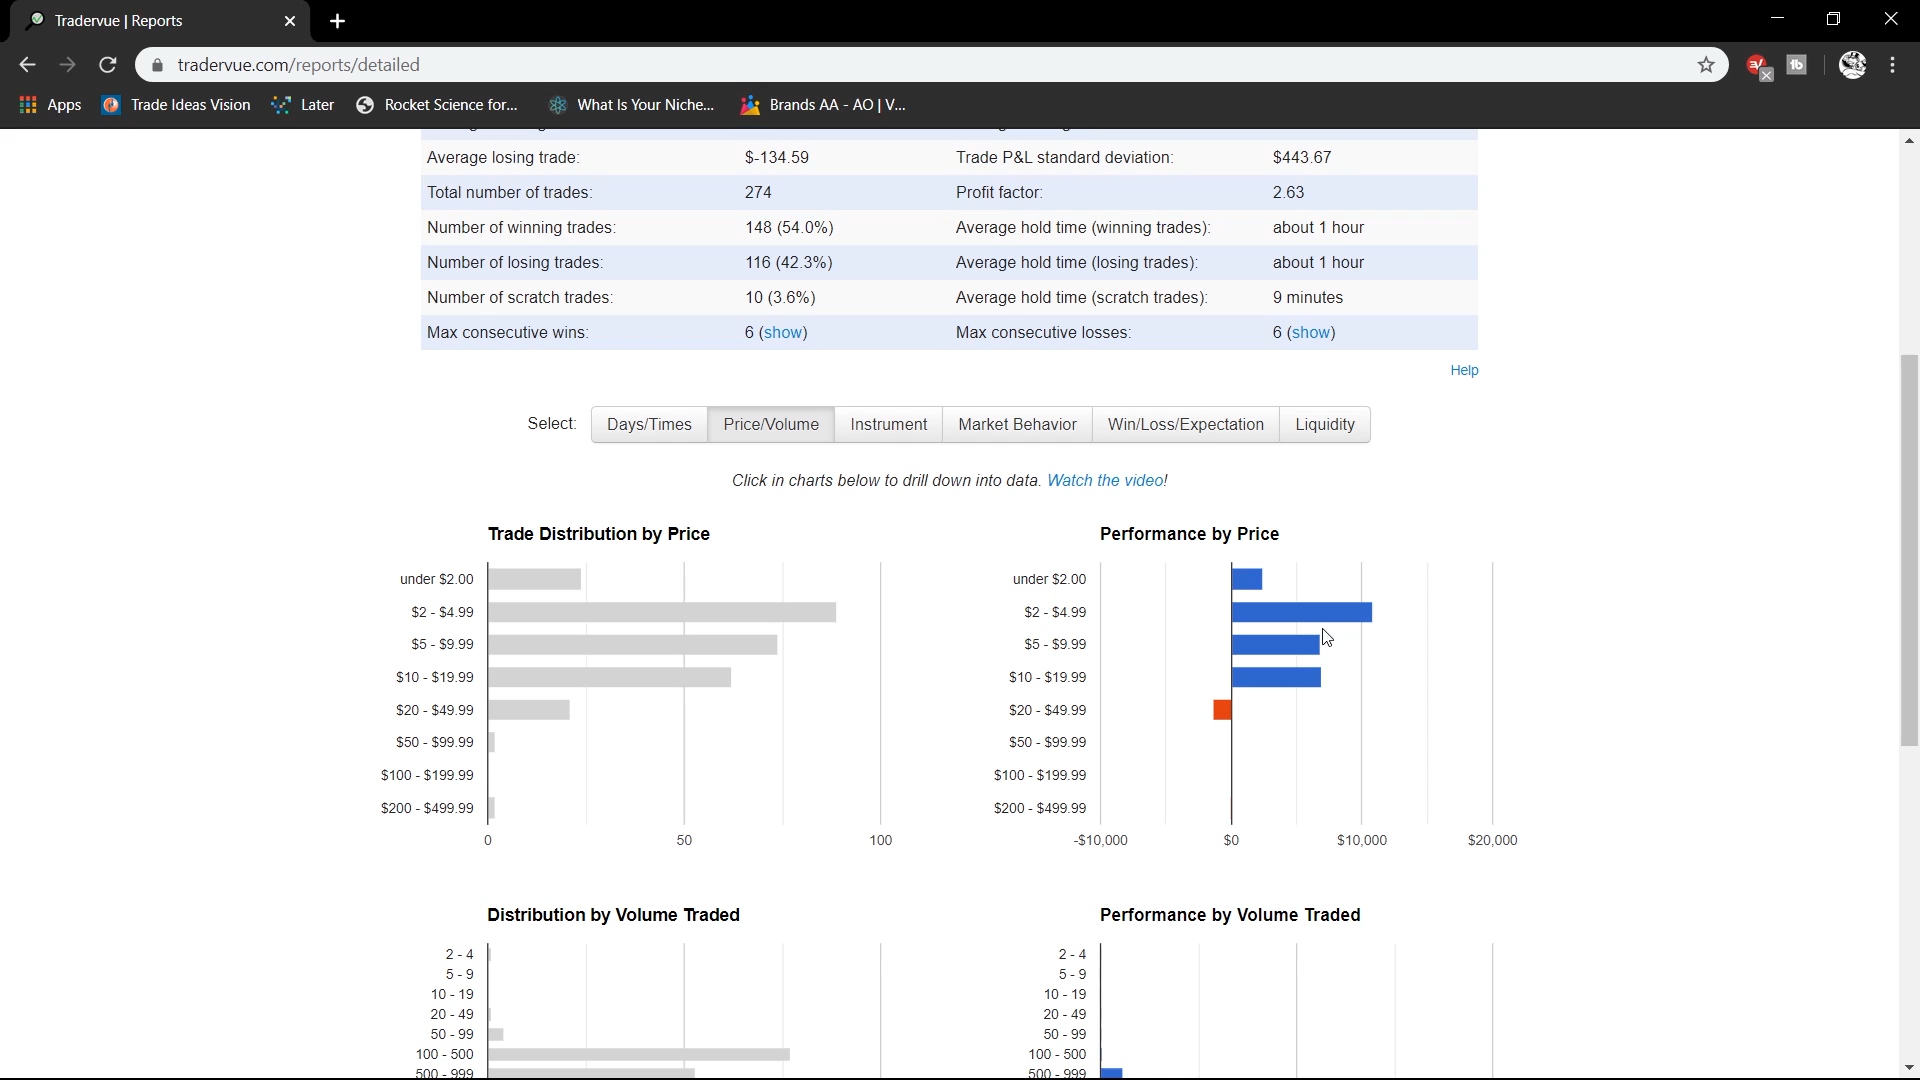 Tradervue | Reports
tradervue.com/reports/detailed
Apps Trade Ideas Vision Later Rocket Science for... What Is Your Niche... Brands AA - AO | V...
Average losing trade: $-134.59 Trade P&L standard deviation: $443.67
Total number of trades: 274 Profit factor: 2.63
Number of winning trades: 148 (54.0%) Average hold time (winning trades): about 1 hour
Number of losing trades: 116 (42.3%) Average hold time (losing trades): about 1 hour
Number of scratch trades: 10 (3.6%) Average hold time (scratch trades): 9 minutes
Max consecutive wins: 6 (show) Max consecutive losses: 6 (show)
Help
Select: Days/Times Price/Volume Instrument Market Behavior Win/Loss/Expectation Liquidity
Click in charts below to drill down into data. Watch the video!
Trade Distribution by Price
under $2.00
$2 - $4.99
$5 - $9.99
$10 - $19.99
$20 - $49.99
$50 - $99.99
$100 - $199.99
$200 - $499.99
0 50 100
Performance by Price
under $2.00
$2 - $4.99
$5 - $9.99
$10 - $19.99
$20 - $49.99
$50 - $99.99
$100 - $199.99
$200 - $499.99
-$10,000 $0 $10,000 $20,000
Distribution by Volume Traded
2 - 4
5 - 9
10 - 19
20 - 49
50 - 99
100 - 500
500 - 999
Performance by Volume Traded
2 - 4
5 - 9
10 - 19
20 - 49
50 - 99
100 - 500
500 - 999